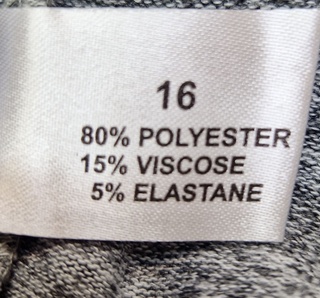 16
80% POLYESTER
15% VISCOSE
5% ELASTANE